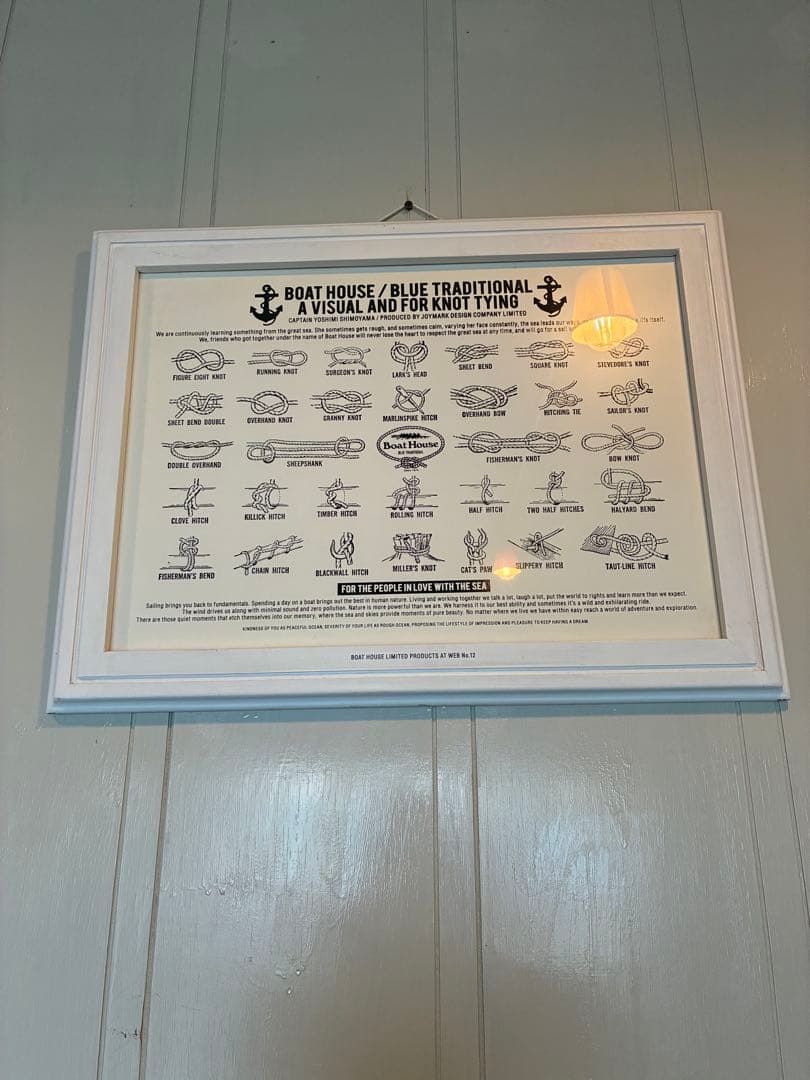 BOAT HOUSE / BLUE TRADITIONAL
A VISUAL AND FOR KNOT TYING
CAPTAIN YOSHIMI SHIMOYAMA / PRODUCED BY JOYMARK DESIGN COMPANY LIMITED
We are continuously learning something from the great sea. She sometimes gets rough, and sometimes calm, varying her face constantly, the sea leads our itself.
We, friends who got together under the name of Boat House will never lose the heart to respect the great sea at any time, and will go for a
FIGURE EIGHT KNOT RUNNING KNOT SURGEON'S KNOT LARK'S HEAD SHEET BEND SQUARE KNOT STEVEDORE'S KNOT
SHEET BEND DOUBLE OVERHAND KNOT GRANNY KNOT MARLINSPIKE HITCH OVERHAND BOW HITCHING TIE SAILOR'S KNOT
Boat House
BLUE TRADITIONAL
DOUBLE OVERHAND SHEEPSHANK FISHERMAN'S KNOT BOW KNOT
CLOVE HITCH KILLICK HITCH TIMBER HITCH ROLLING HITCH HALF HITCH TWO HALF HITCHES HALYARD BEND
FISHERMAN'S BEND CHAIN HITCH BLACKWALL HITCH MILLER'S KNOT CAT'S PAW SLIPPERY HITCH TAUT-LINE HITCH
FOR THE PEOPLE IN LOVE WITH THE SEA
Sailing brings you back to fundamentals. Spending a day on a boat brings out the best in human nature. Living and working together we talk a lot, laugh a lot, put the world to rights and learn more than we expect.
The wind drives us along with minimal sound and zero pollution. Nature is more powerful than we are. We harness it to our best ability and sometimes it's a wild and exhilarating ride.
There are those quiet moments that etch themselves into our memory, where the sea and skies provide moments of pure beauty. No matter where we live we have within easy reach a world of adventure and exploration.
KINDNESS OF YOU AS PEACEFUL OCEAN, SEVERITY OF YOUR LIFE AS ROUGH OCEAN, PROPOSING THE LIFESTYLE OF IMPRESSION AND PLEASURE TO KEEP HAVING A DREAM.
BOAT HOUSE LIMITED PRODUCTS AT WEB No.12